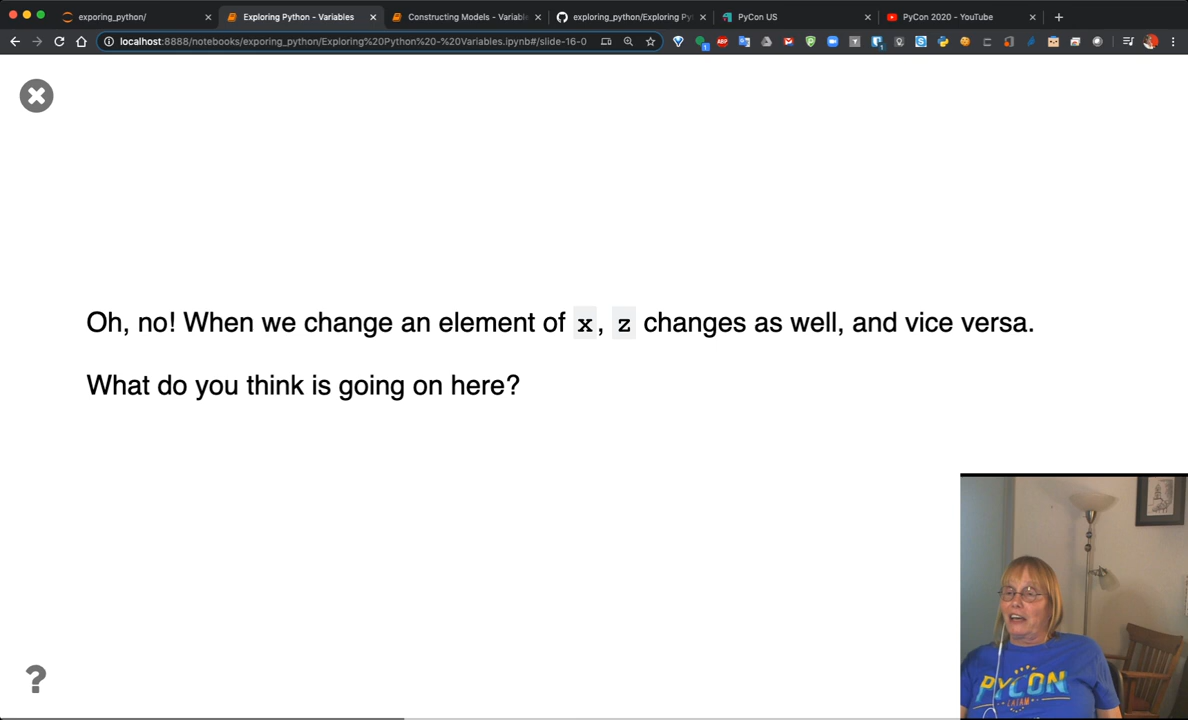 exploring_python/
Exploring Python - Variables
Constructing Models - Variabl
exploring_python/Exploring Py
PyCon US
PyCon 2020 - YouTube
localhost:8888/notebooks/exporing_python/Exploring%20Python%20-%20Variables.ipynb#/slide-16-0
Oh, no! When we change an element of x, z changes as well, and vice versa.
What do you think is going on here?
?
PYCON
LATAM